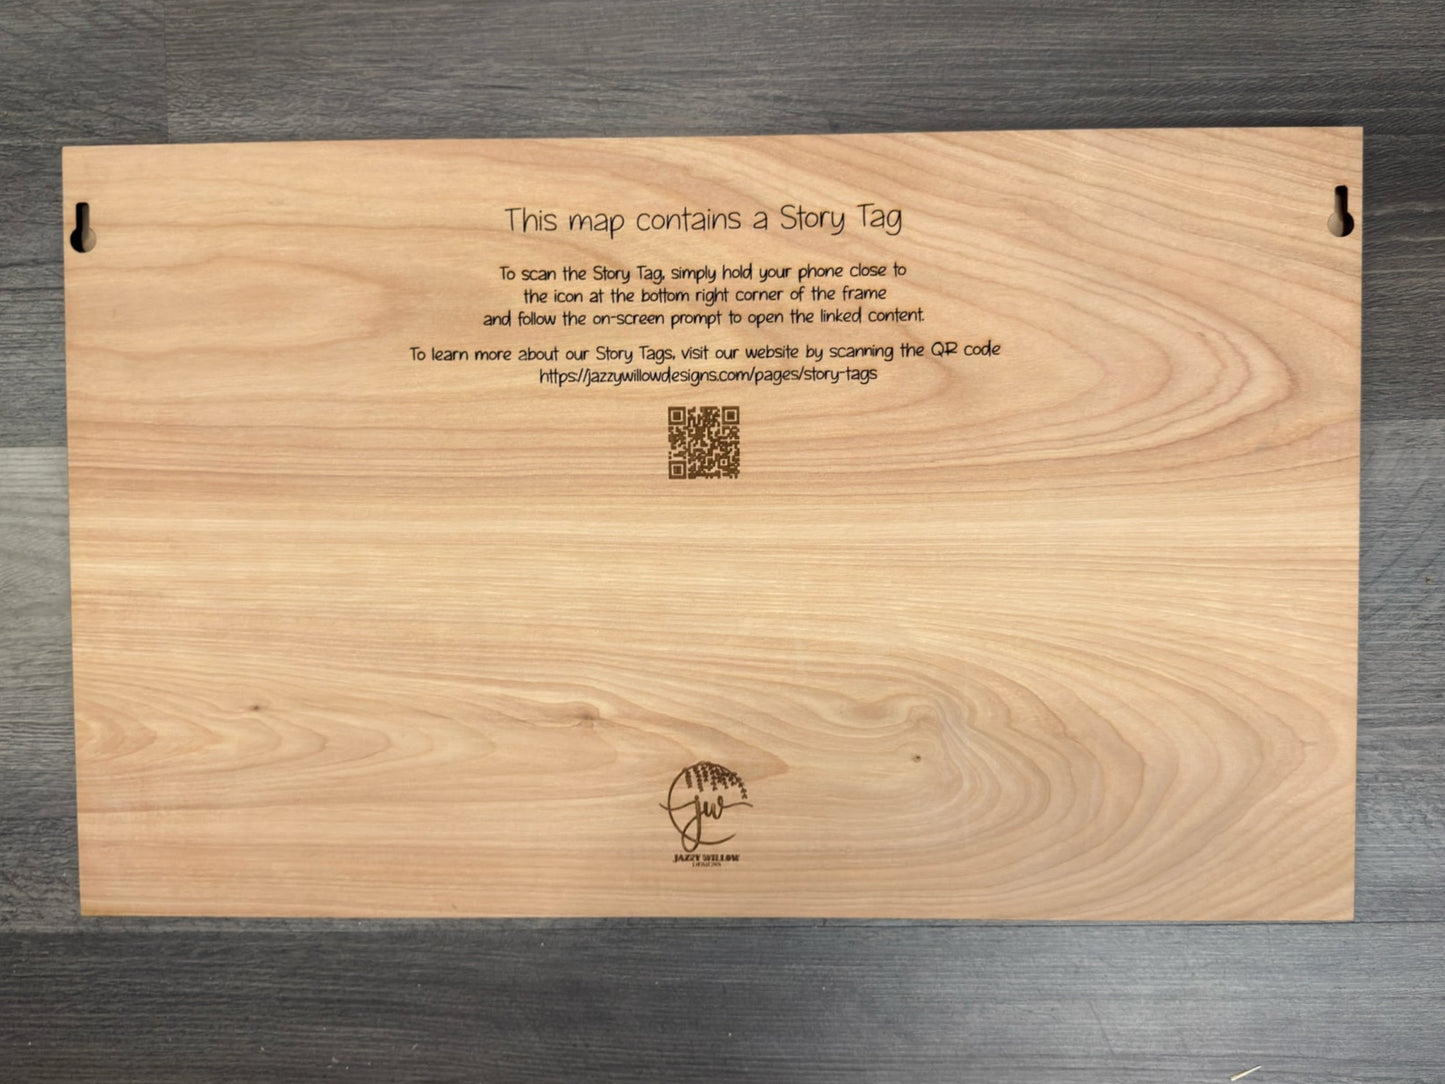 This map contains a Story Tag
To scan the Story Tag, simply hold your phone close to
the icon at the bottom right corner of the frame
and follow the on-screen prompt to open the linked content.
To learn more about our Story Tags, visit our website by scanning the QR code
https://jazzywillowdesigns.com/pages/story-tags
jw
JAZZY WILLOW
DESIGNS